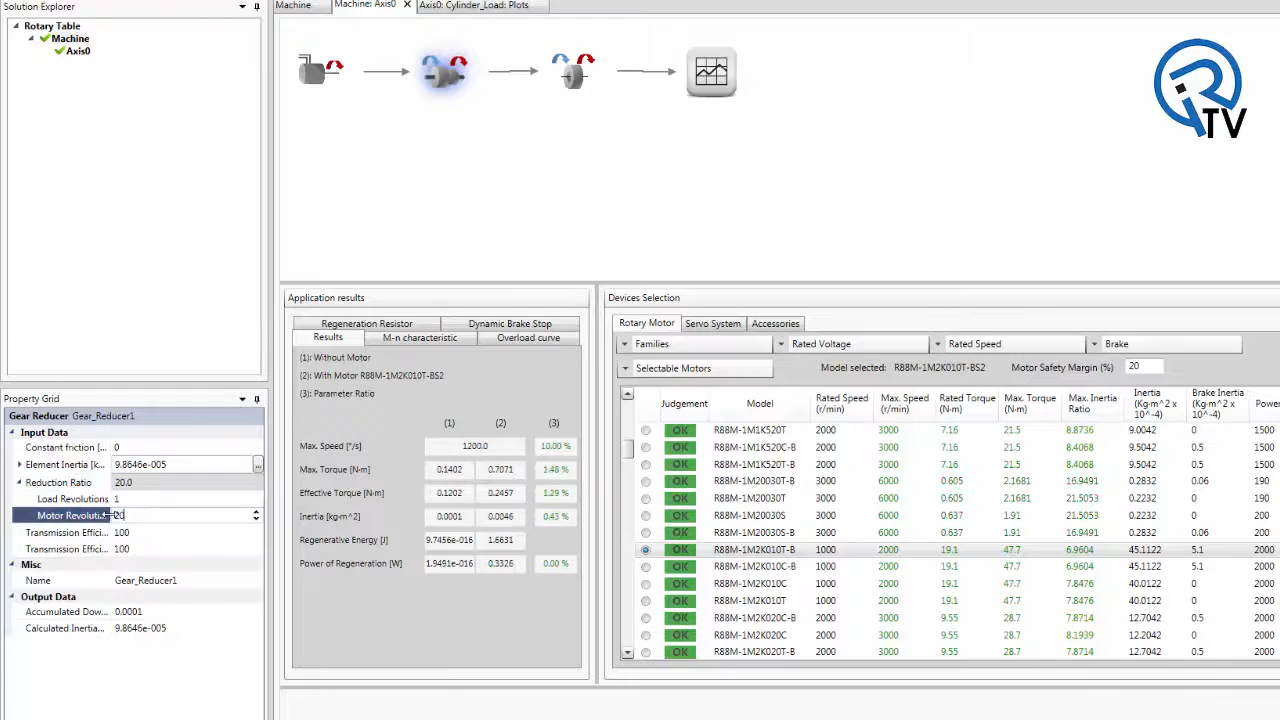 Solution Explorer
Rotary Table
Machine
Axis0
Machine
Machine: Axis0
Axis0: Cylinder_Load: Plots
iR TV
Property Grid
Gear Reducer Gear_Reducer1
Input Data
Constant friction [... 0
Element Inertia [k... 9.8646e-005 ...
Reduction Ratio 20.0
Load Revolutions 1
Motor Revoluti... 20
Transmission Effici... 100
Transmission Effici... 100
Misc
Name Gear_Reducer1
Output Data
Accumulated Dow... 0.0001
Calculated Inertia... 9.8646e-005
Application results
Regeneration Resistor Dynamic Brake Stop
Results M-n characteristic Overload curve
(1): Without Motor
(2): With Motor R88M-1M2K010T-BS2
(3): Parameter Ratio
(1) (2) (3)
Max. Speed [°/s] 1200.0 10.00 %
Max. Torque [N·m] 0.1402 0.7071 1.48 %
Effective Torque [N·m] 0.1202 0.2457 1.29 %
Inertia [kg·m^2] 0.0001 0.0046 0.43 %
Regenerative Energy [J] 9.7456e-016 1.6631
Power of Regeneration [W] 1.9491e-016 0.3326 0.00 %
Devices Selection
Rotary Motor Servo System Accessories
Families Rated Voltage Rated Speed Brake
Selectable Motors Model selected: R88M-1M2K010T-BS2 Motor Safety Margin (%) 20
Judgement Model Rated Speed (r/min) Max. Speed (r/min) Rated Torque (N·m) Max. Torque (N·m) Max. Inertia Ratio Inertia (Kg·m^2 x 10^-4) Brake Inertia (Kg·m^2 x 10^-4) Power
OK R88M-1M1K520T 2000 3000 7.16 21.5 8.8736 9.0042 0 1500
OK R88M-1M1K520C-B 2000 3000 7.16 21.5 8.4068 9.5042 0.5 1500
OK R88M-1M1K520T-B 2000 3000 7.16 21.5 8.4068 9.5042 0.5 1500
OK R88M-1M20030T-B 3000 6000 0.605 2.1681 16.9491 0.2832 0.06 190
OK R88M-1M20030T 3000 6000 0.605 2.1681 21.5053 0.2232 0 190
OK R88M-1M20030S 3000 6000 0.637 1.91 21.5053 0.2232 0 200
OK R88M-1M20030S-B 3000 6000 0.637 1.91 16.9491 0.2832 0.06 200
OK R88M-1M2K010T-B 1000 2000 19.1 47.7 6.9604 45.1122 5.1 2000
OK R88M-1M2K010C-B 1000 2000 19.1 47.7 6.9604 45.1122 5.1 2000
OK R88M-1M2K010C 1000 2000 19.1 47.7 7.8476 40.0122 0 2000
OK R88M-1M2K010T 1000 2000 19.1 47.7 7.8476 40.0122 0 2000
OK R88M-1M2K020C-B 2000 3000 9.55 28.7 7.8714 12.7042 0.5 2000
OK R88M-1M2K020C 2000 3000 9.55 28.7 8.1939 12.2042 0 2000
OK R88M-1M2K020T-B 2000 3000 9.55 28.7 7.8714 12.7042 0.5 2000